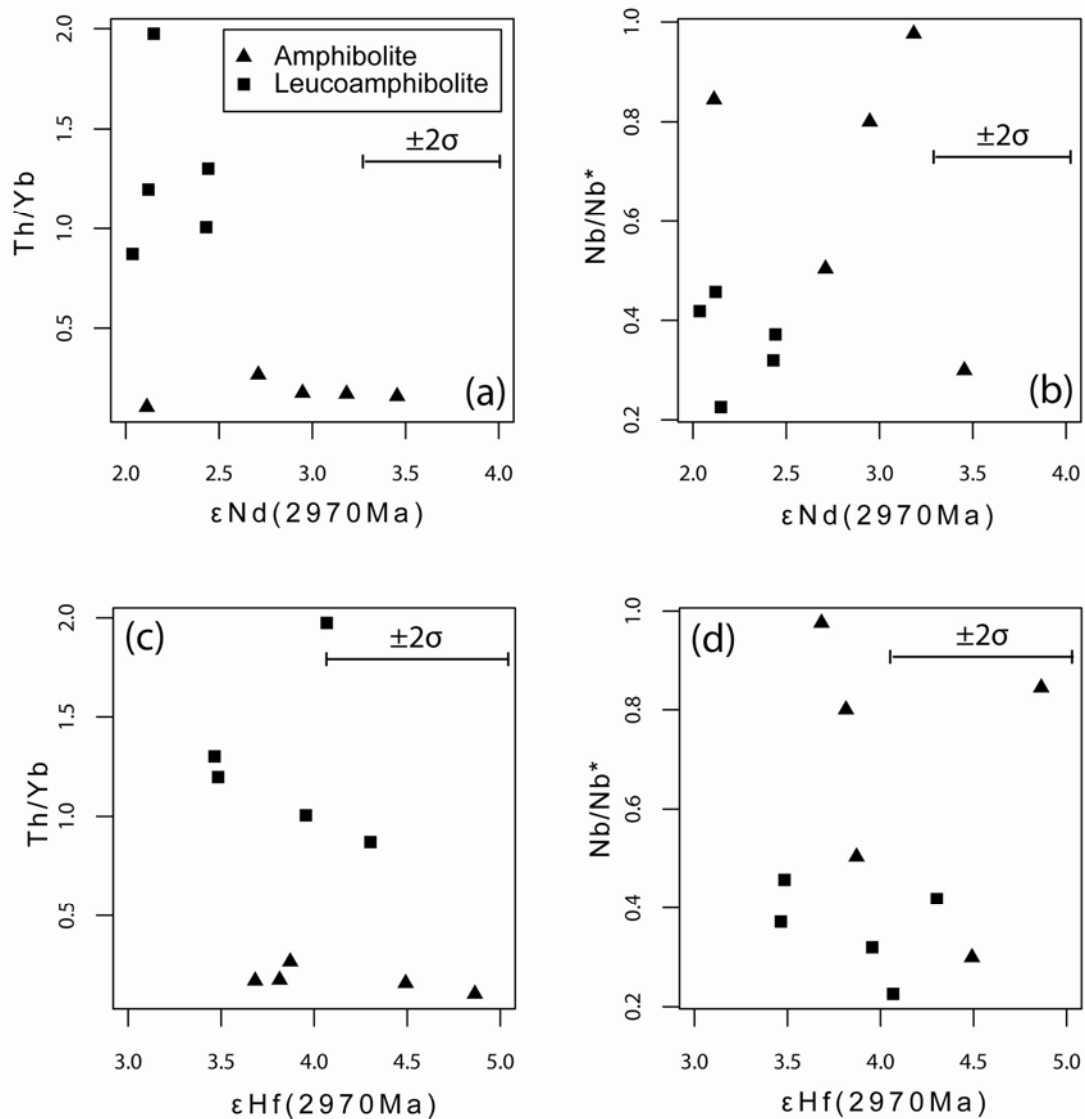 2.0
1.5
1.0
0.5
Th/Yb
Amphibolite
Leucoamphibolite
±2σ
(a)
2.0 2.5 3.0 3.5 4.0
εNd(2970Ma)
1.0
0.8
0.6
0.4
0.2
Nb/Nb*
±2σ
(b)
2.0 2.5 3.0 3.5 4.0
εNd(2970Ma)
(c)
2.0
1.5
1.0
0.5
Th/Yb
±2σ
3.0 3.5 4.0 4.5 5.0
εHf(2970Ma)
(d)
1.0
0.8
0.6
0.4
0.2
Nb/Nb*
±2σ
3.0 3.5 4.0 4.5 5.0
εHf(2970Ma)